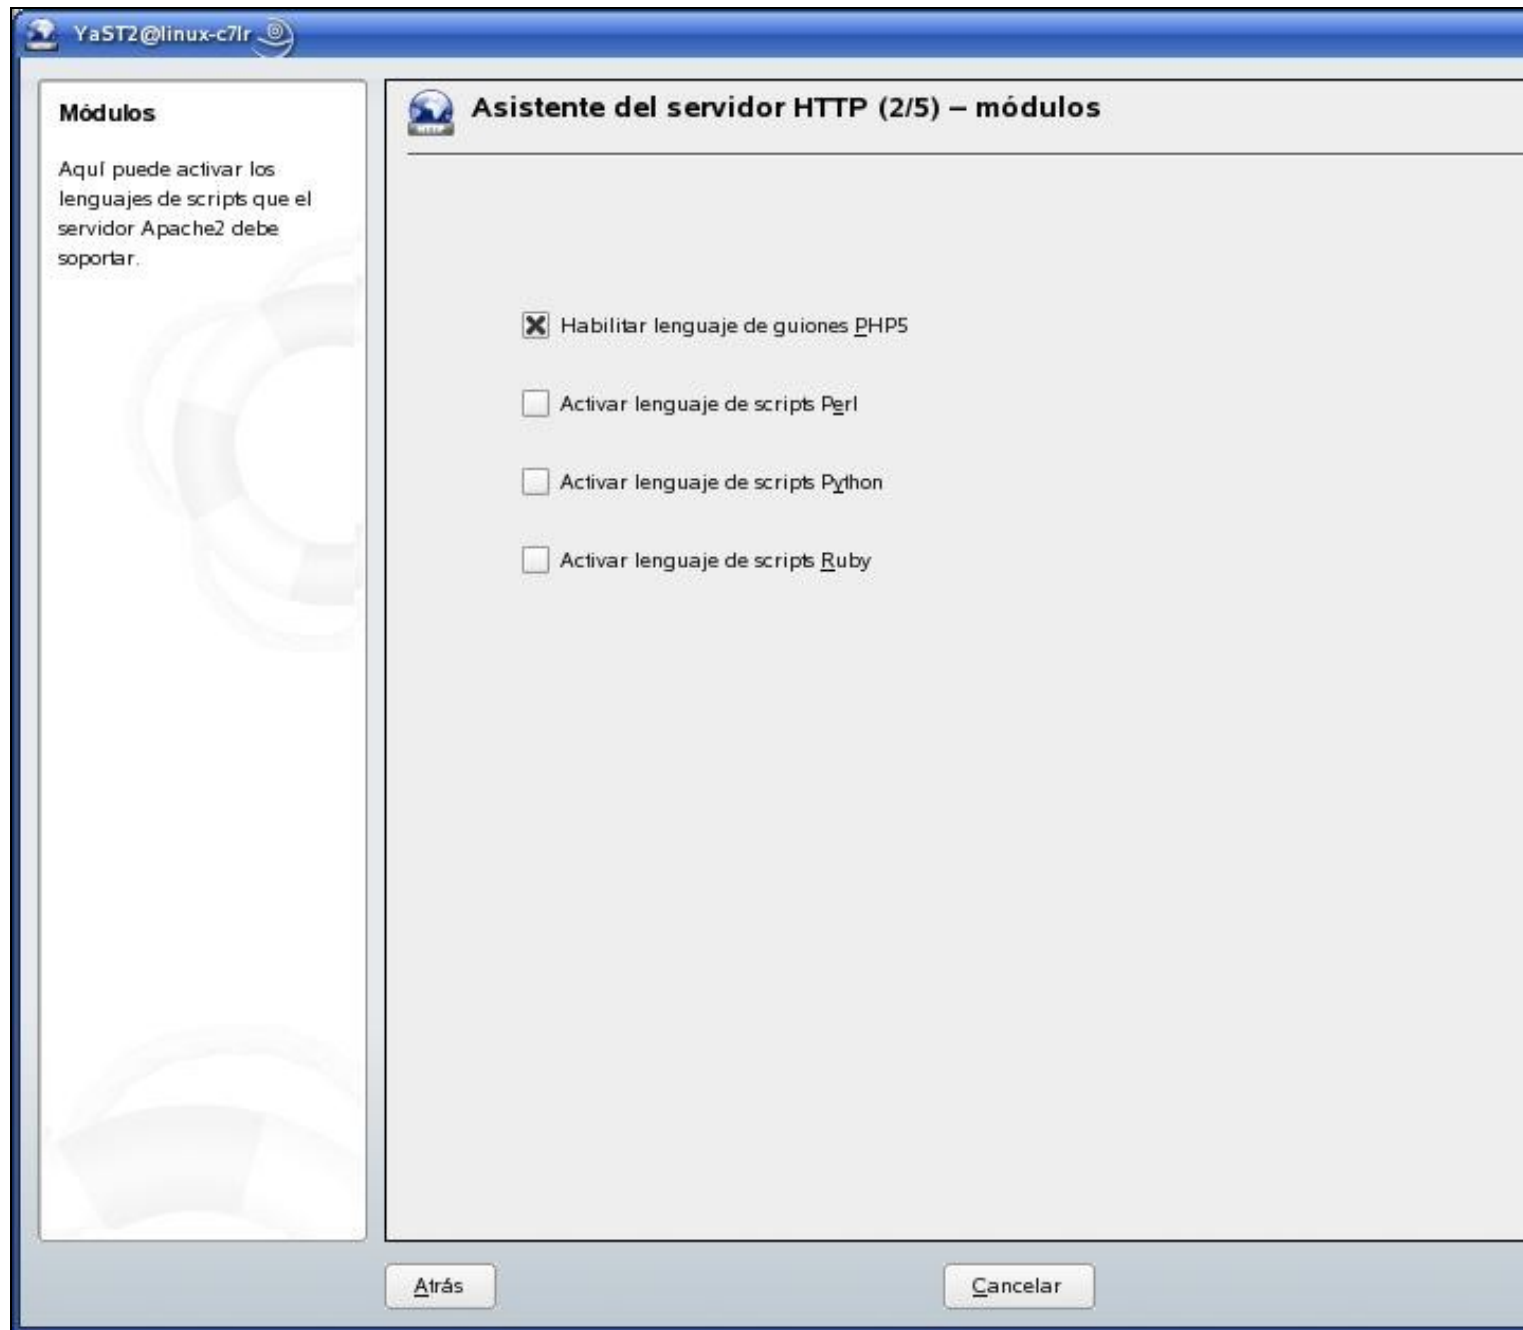 YaST2@linux-c7lr
Módulos
Aquí puede activar los
lenguajes de scripts que el
servidor Apache2 debe
soportar.
HTTP
Asistente del servidor HTTP (2/5) – módulos
Habilitar lenguaje de guiones PHP5
Activar lenguaje de scripts Perl
Activar lenguaje de scripts Python
Activar lenguaje de scripts Ruby
Atrás
Cancelar